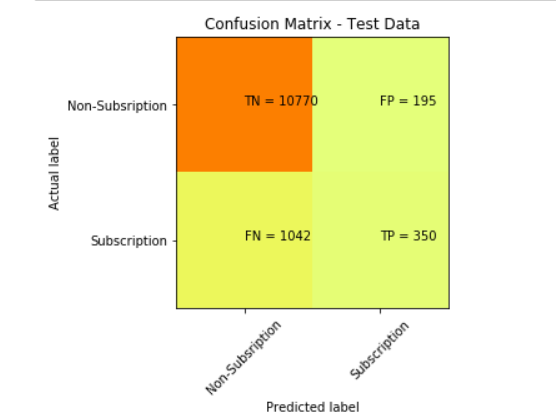 Confusion Matrix - Test Data
Non-Subsription
TN = 10770
FP = 195
Actual label
Subscription
FN = 1042
TP = 350
Non-Subsription
Subscription
Predicted label